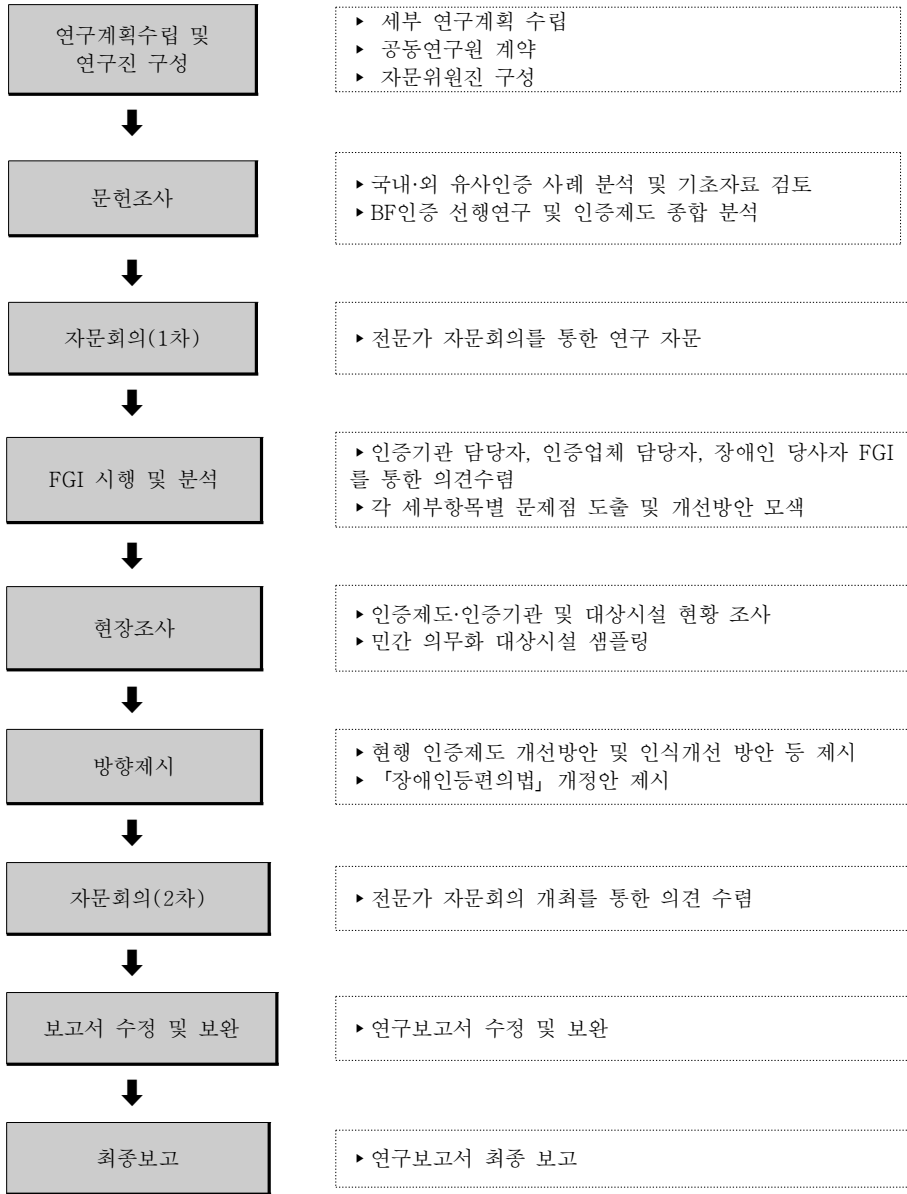 연구계획수립 및
연구진 구성
▸ 세부 연구계획 수립
▸ 공동연구원 계약
▸ 자문위원진 구성
문헌조사
▸국내·외 유사인증 사례 분석 및 기초자료 검토
▸BF인증 선행연구 및 인증제도 종합 분석
자문회의(1차)
▸전문가 자문회의를 통한 연구 자문
FGI 시행 및 분석
▸인증기관 담당자, 인증업체 담당자, 장애인 당사자 FGI
를 통한 의견수렴
▸각 세부항목별 문제점 도출 및 개선방안 모색
현장조사
▸인증제도·인증기관 및 대상시설 현황 조사
▸민간 의무화 대상시설 샘플링
방향제시
▸현행 인증제도 개선방안 및 인식개선 방안 등 제시
▸「장애인등편의법」개정안 제시
자문회의(2차)
▸전문가 자문회의 개최를 통한 의견 수렴
보고서 수정 및 보완
▸연구보고서 수정 및 보완
최종보고
▸연구보고서 최종 보고